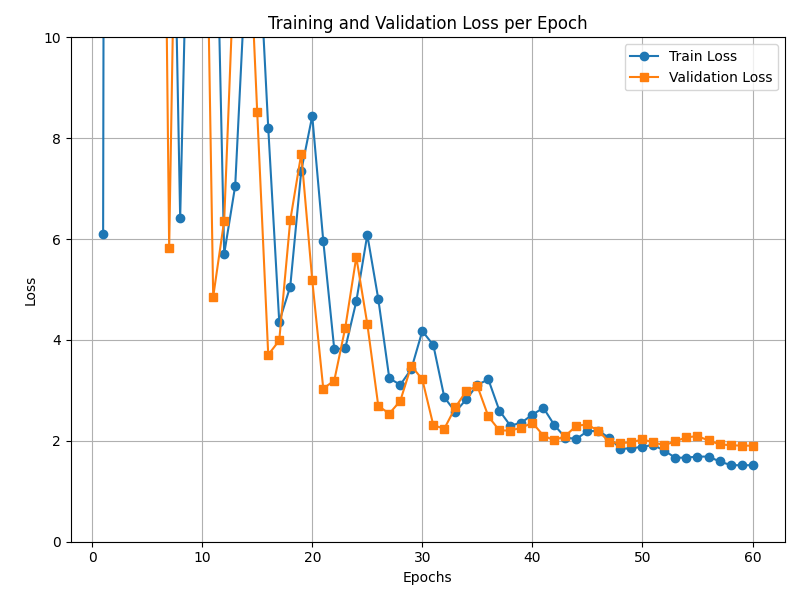 Training and Validation Loss per Epoch
Train Loss
Validation Loss
Loss
10
8
6
4
2
0
0 10 20 30 40 50 60
Epochs